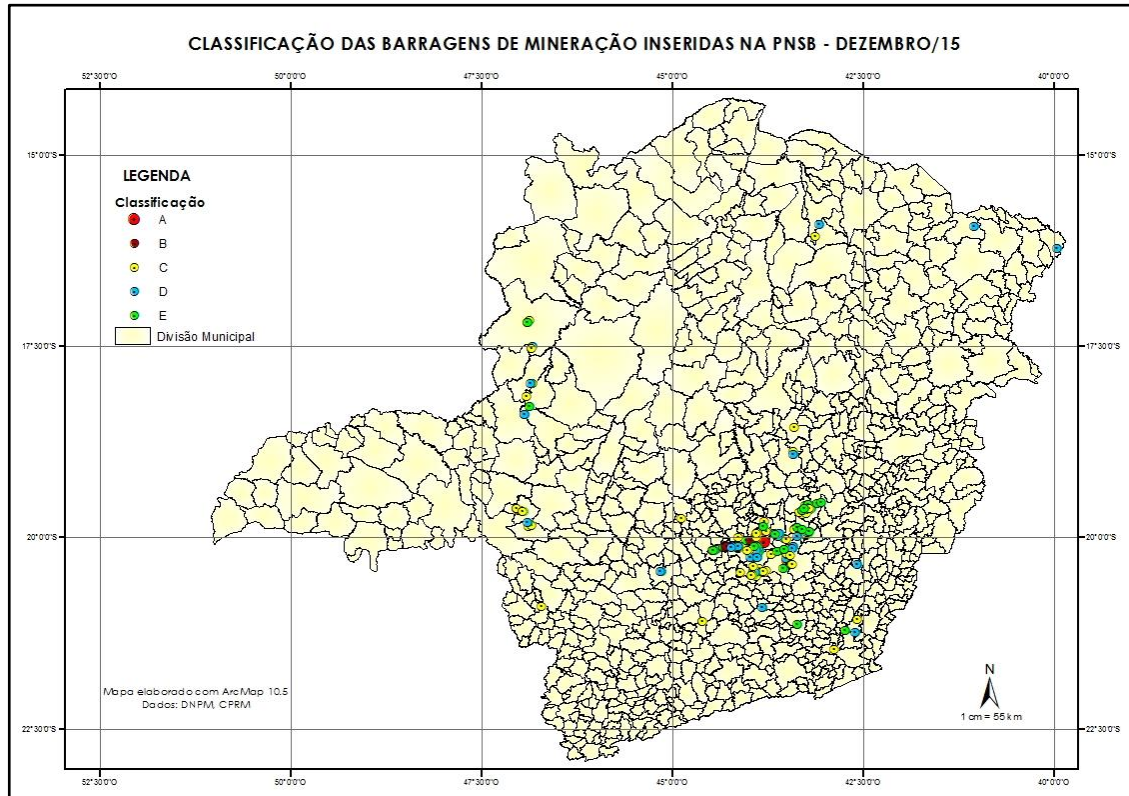 CLASSIFICAÇÃO DAS BARRAGENS DE MINERAÇÃO INSERIDAS NA PNSB - DEZEMBRO/15
52°30'0"O 50°0'0"O 47°30'0"O 45°0'0"O 42°30'0"O 40°0'0"O
15°0'0"S 15°0'0"S
LEGENDA
Classificação
A
B
C
D
E
Divisão Municipal
17°30'0"S 17°30'0"S
20°0'0"S 20°0'0"S
Mapa elaborado com ArcMap 10.5
Dados: DNPM, CPRM
N
1 cm = 55 km
22°30'0"S 22°30'0"S
52°30'0"O 50°0'0"O 47°30'0"O 45°0'0"O 42°30'0"O 40°0'0"O